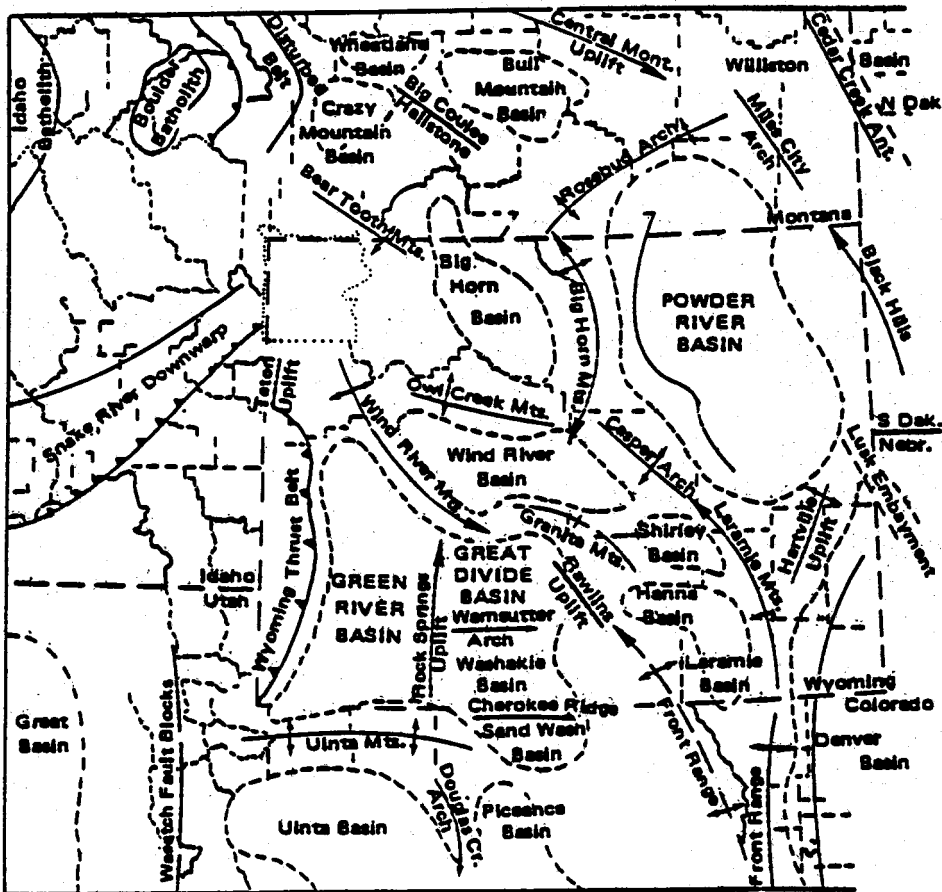 Idaho
Batholith
Boulder
Batholith
Disturbed
Belt
Wheatland
Basin
Crazy
Mountain
Basin
Big Coulee
Hailstone
Bull
Mountain
Basin
Central Mont.
Uplift
Williston
Basin
Cedar Creek Ant.
N Dak
Miles City
Arch
Rosebud Arch
Montana
Bear Tooth Mts.
Big
Horn
Basin
Big Horn Mts.
POWDER
RIVER
BASIN
Black Hills
Snake River Downwarp
Teton
Uplift
Owl Creek Mts.
Wind River Mts.
Wind River
Basin
Casper Arch
S Dak.
Nebr.
Lusk Embayment
Hartville
Uplift
Laramie Mts.
Shirley
Basin
Granite Mts.
Wyoming Thrust Belt
Idaho
Utah
GREEN
RIVER
BASIN
GREAT
DIVIDE
BASIN
Rawlins
Uplift
Hanna
Basin
Wamsutter
Arch
Rock Springs
Uplift
Washakie
Basin
Laramie
Basin
Wyoming
Colorado
Cherokee Ridge
Sand Wash
Basin
Front Range
Great
Basin
Wasatch Fault Blocks
Uinta Mts.
Denver
Basin
Uinta Basin
Douglas Cr.
Arch
Piceance
Basin
Front Range